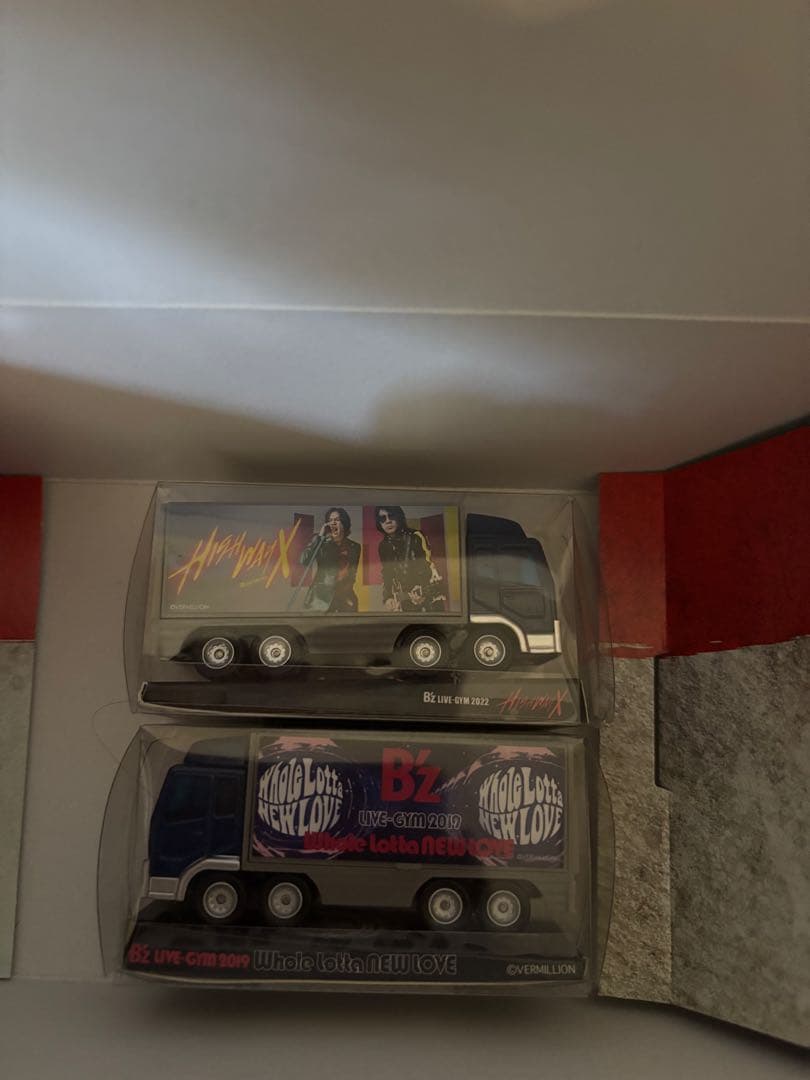 HIGHWAY X
©VERMILLION
B'z LIVE-GYM 2022 HIGHWAY X
Whole Lotta NEW LOVE
B'z
LIVE-GYM 2019
Whole Lotta NEW LOVE
Whole Lotta NEW LOVE
B'z LIVE-GYM 2019 Whole Lotta NEW LOVE ©VERMILLION